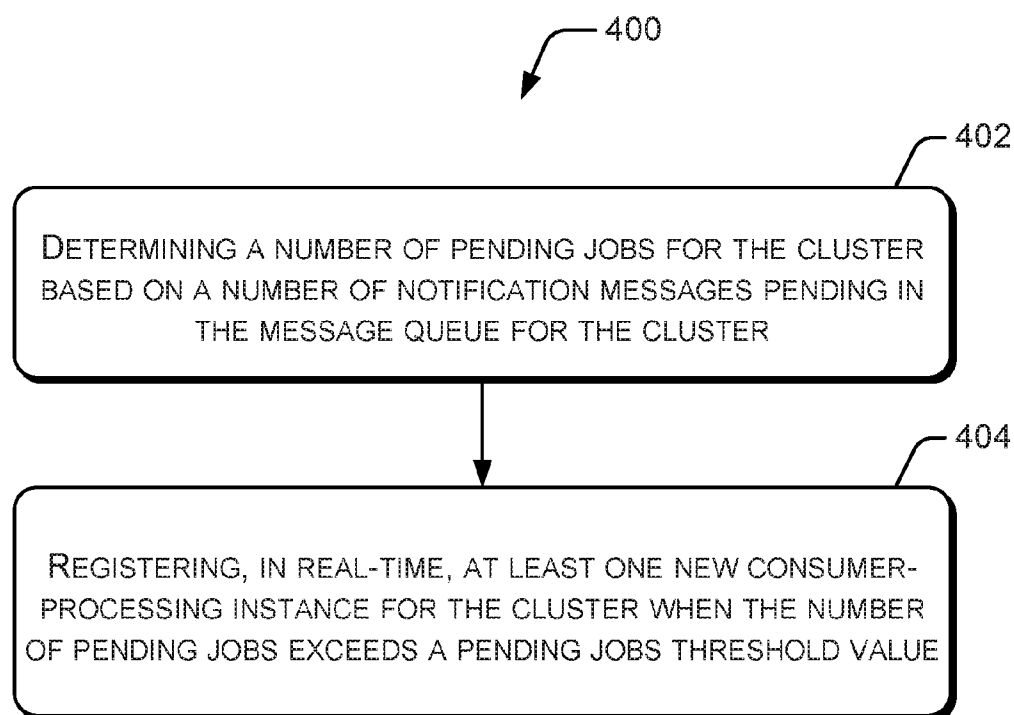 400
402
DETERMINING A NUMBER OF PENDING JOBS FOR THE CLUSTER
BASED ON A NUMBER OF NOTIFICATION MESSAGES PENDING IN
THE MESSAGE QUEUE FOR THE CLUSTER
404
REGISTERING, IN REAL-TIME, AT LEAST ONE NEW CONSUMER-
PROCESSING INSTANCE FOR THE CLUSTER WHEN THE NUMBER
OF PENDING JOBS EXCEEDS A PENDING JOBS THRESHOLD VALUE